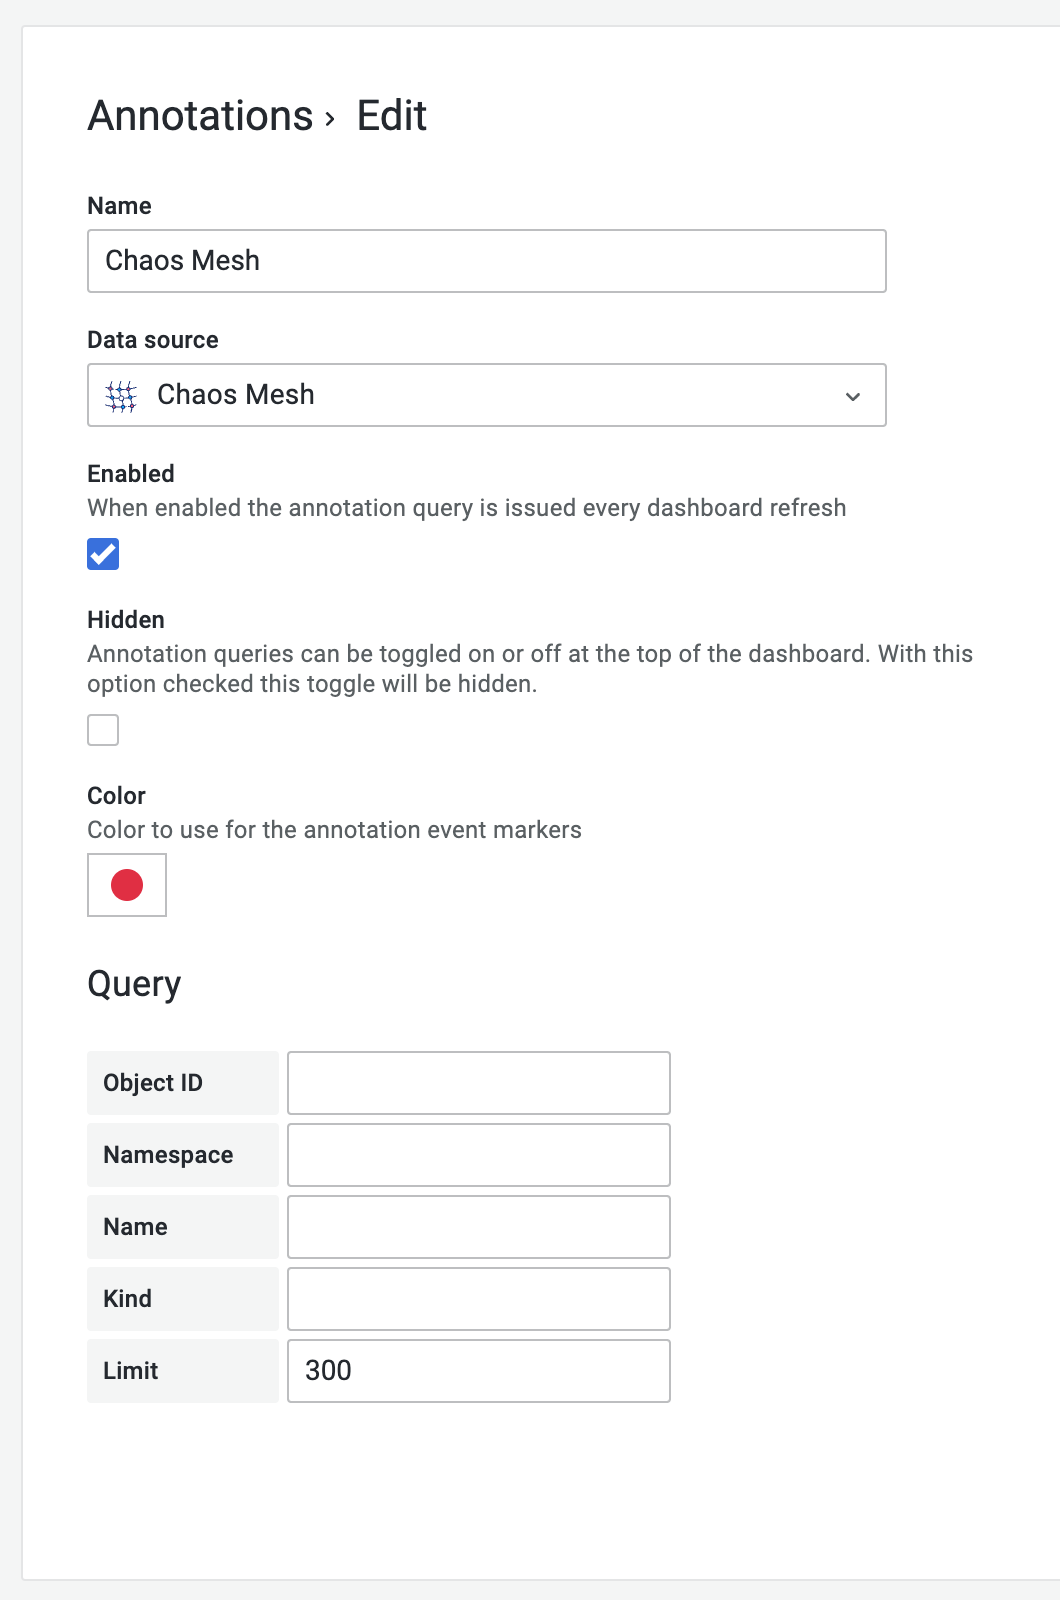 Annotations › Edit
Name
Chaos Mesh
Data source
Chaos Mesh
Enabled
When enabled the annotation query is issued every dashboard refresh
Hidden
Annotation queries can be toggled on or off at the top of the dashboard. With this
option checked this toggle will be hidden.
Color
Color to use for the annotation event markers
Query
Object ID
Namespace
Name
Kind
Limit 300